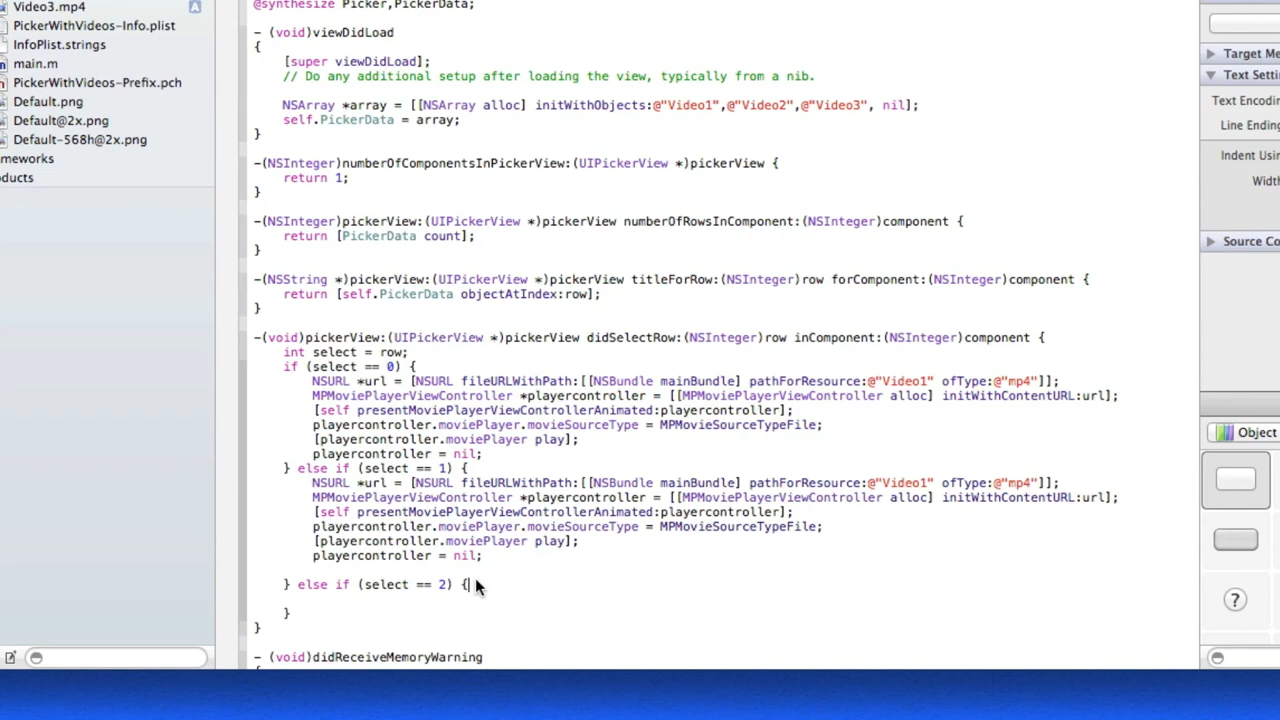 Video3.mp4
A
PickerWithVideos-Info.plist
InfoPlist.strings
main.m
PickerWithVideos-Prefix.pch
Default.png
Default@2x.png
Default-568h@2x.png
meworks
oducts
@synthesize Picker,PickerData;
- (void)viewDidLoad
{
[super viewDidLoad];
// Do any additional setup after loading the view, typically from a nib.
NSArray *array = [[NSArray alloc] initWithObjects:@"Video1",@"Video2",@"Video3", nil];
self.PickerData = array;
}
-(NSInteger)numberOfComponentsInPickerView:(UIPickerView *)pickerView {
return 1;
}
-(NSInteger)pickerView:(UIPickerView *)pickerView numberOfRowsInComponent:(NSInteger)component {
return [PickerData count];
}
-(NSString *)pickerView:(UIPickerView *)pickerView titleForRow:(NSInteger)row forComponent:(NSInteger)component {
return [self.PickerData objectAtIndex:row];
}
-(void)pickerView:(UIPickerView *)pickerView didSelectRow:(NSInteger)row inComponent:(NSInteger)component {
int select = row;
if (select == 0) {
NSURL *url = [NSURL fileURLWithPath:[[NSBundle mainBundle] pathForResource:@"Video1" ofType:@"mp4"]];
MPMoviePlayerViewController *playercontroller = [[MPMoviePlayerViewController alloc] initWithContentURL:url];
[self presentMoviePlayerViewControllerAnimated:playercontroller];
playercontroller.moviePlayer.movieSourceType = MPMovieSourceTypeFile;
[playercontroller.moviePlayer play];
playercontroller = nil;
} else if (select == 1) {
NSURL *url = [NSURL fileURLWithPath:[[NSBundle mainBundle] pathForResource:@"Video1" ofType:@"mp4"]];
MPMoviePlayerViewController *playercontroller = [[MPMoviePlayerViewController alloc] initWithContentURL:url];
[self presentMoviePlayerViewControllerAnimated:playercontroller];
playercontroller.moviePlayer.movieSourceType = MPMovieSourceTypeFile;
[playercontroller.moviePlayer play];
playercontroller = nil;
} else if (select == 2) {
}
}
- (void)didReceiveMemoryWarning
Target Me
Text Setti
Text Encodin
Line Ending
Indent Usin
Width
Source Co
Object
?